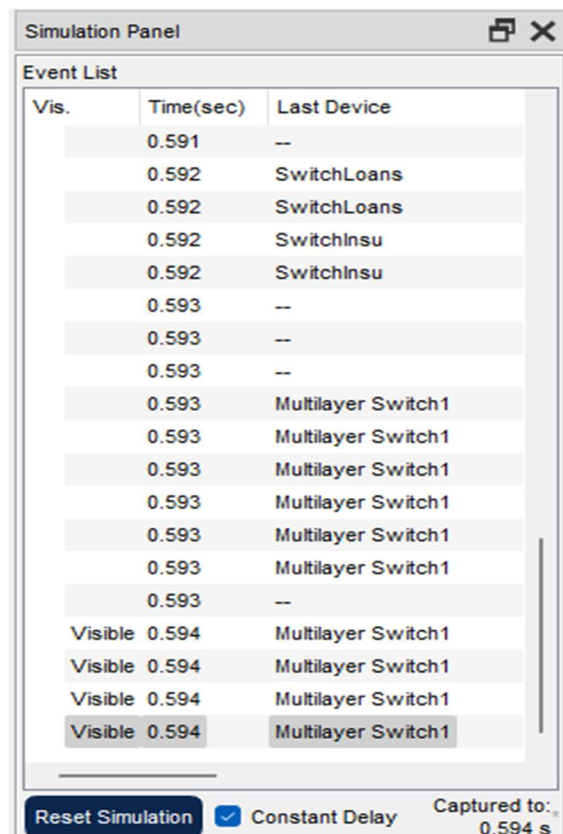 Simulation Panel
Event List
Vis. Time(sec) Last Device
0.591 --
0.592 SwitchLoans
0.592 SwitchLoans
0.592 SwitchInsu
0.592 SwitchInsu
0.593 --
0.593 --
0.593 --
0.593 Multilayer Switch1
0.593 Multilayer Switch1
0.593 Multilayer Switch1
0.593 Multilayer Switch1
0.593 Multilayer Switch1
0.593 Multilayer Switch1
0.593 --
Visible 0.594 Multilayer Switch1
Visible 0.594 Multilayer Switch1
Visible 0.594 Multilayer Switch1
Visible 0.594 Multilayer Switch1
Reset Simulation Constant Delay Captured to:
0.594 s